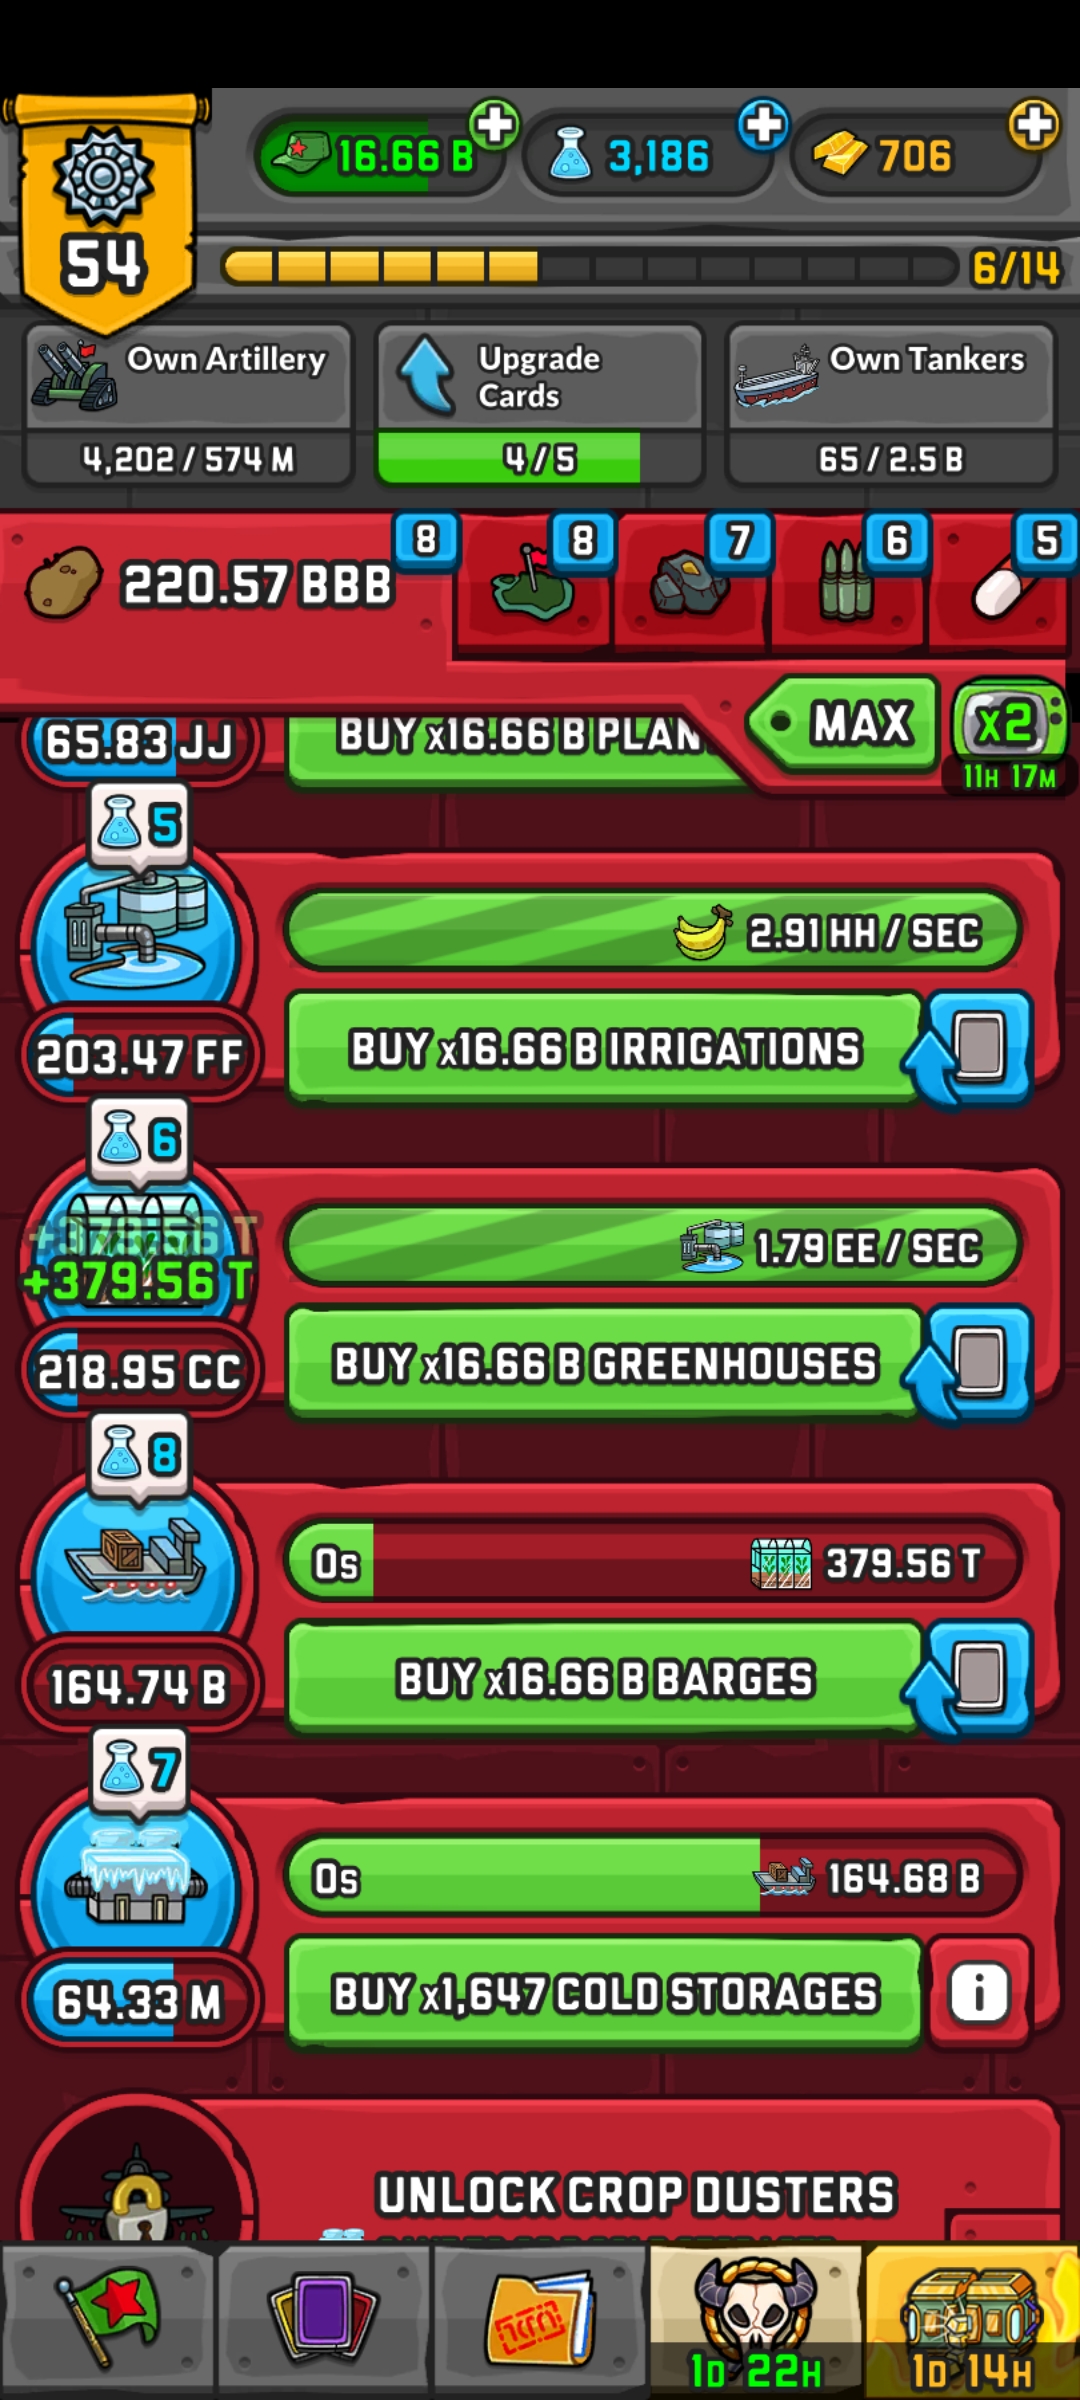 16.66 B
3,186
706
54
6/14
Own Artillery
4,202 / 574 M
Upgrade
Cards
4 / 5
Own Tankers
65 / 2.5 B
220.57 BBB
8
8
7
6
5
MAX
x2
11H 17M
65.83 JJ
BUY x16.66 B PLAN
5
2.91 HH / SEC
203.47 FF
BUY x16.66 B IRRIGATIONS
6
+379.56 T
+379.56 T
1.79 EE / SEC
218.95 CC
BUY x16.66 B GREENHOUSES
8
0s
379.56 T
164.74 B
BUY x16.66 B BARGES
7
0s
164.68 B
64.33 M
BUY x1,647 COLD STORAGES
i
UNLOCK CROP DUSTERS
1D 22H
1D 14H